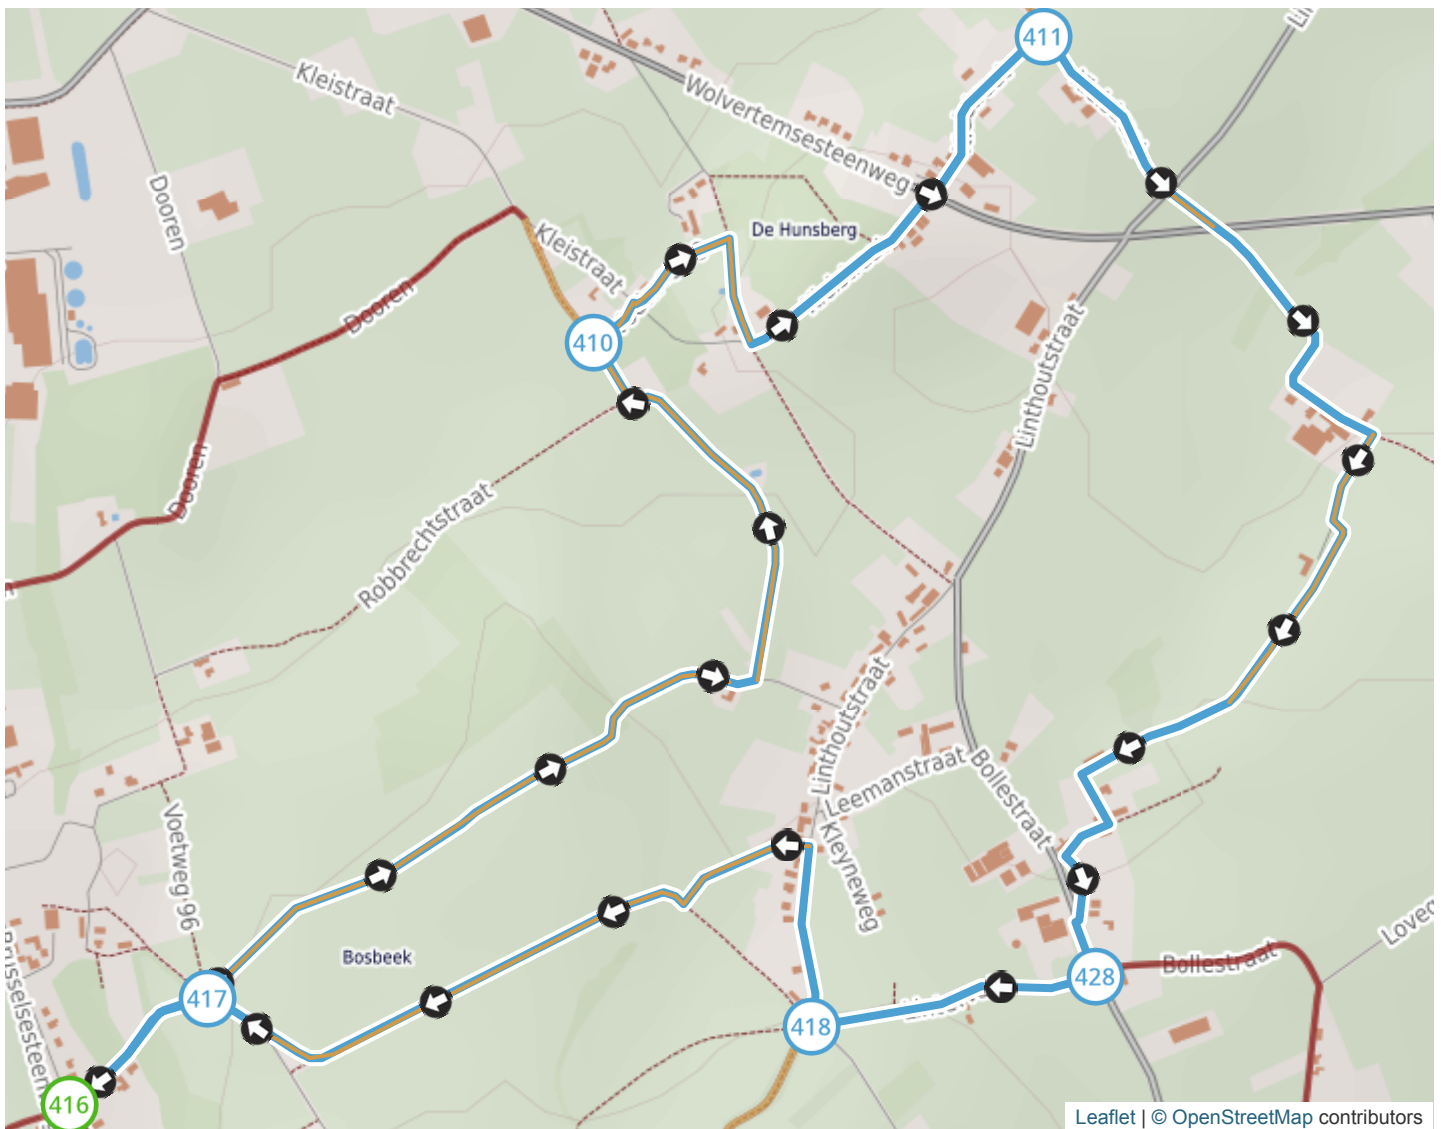 411
Kleistraat
Wolvertemsesteenweg
Dooren
De Hunsberg
Kleistraat
Dooren
410
Linthoutstraat
Dooren
Robbrechtstraat
Linthoutstraat
Leemanstraat
Bollestraat
Voetweg 96
Kleyneweg
Bosbeek
Bollestraat
428
417
418
416
Leaflet | © OpenStreetMap contributors